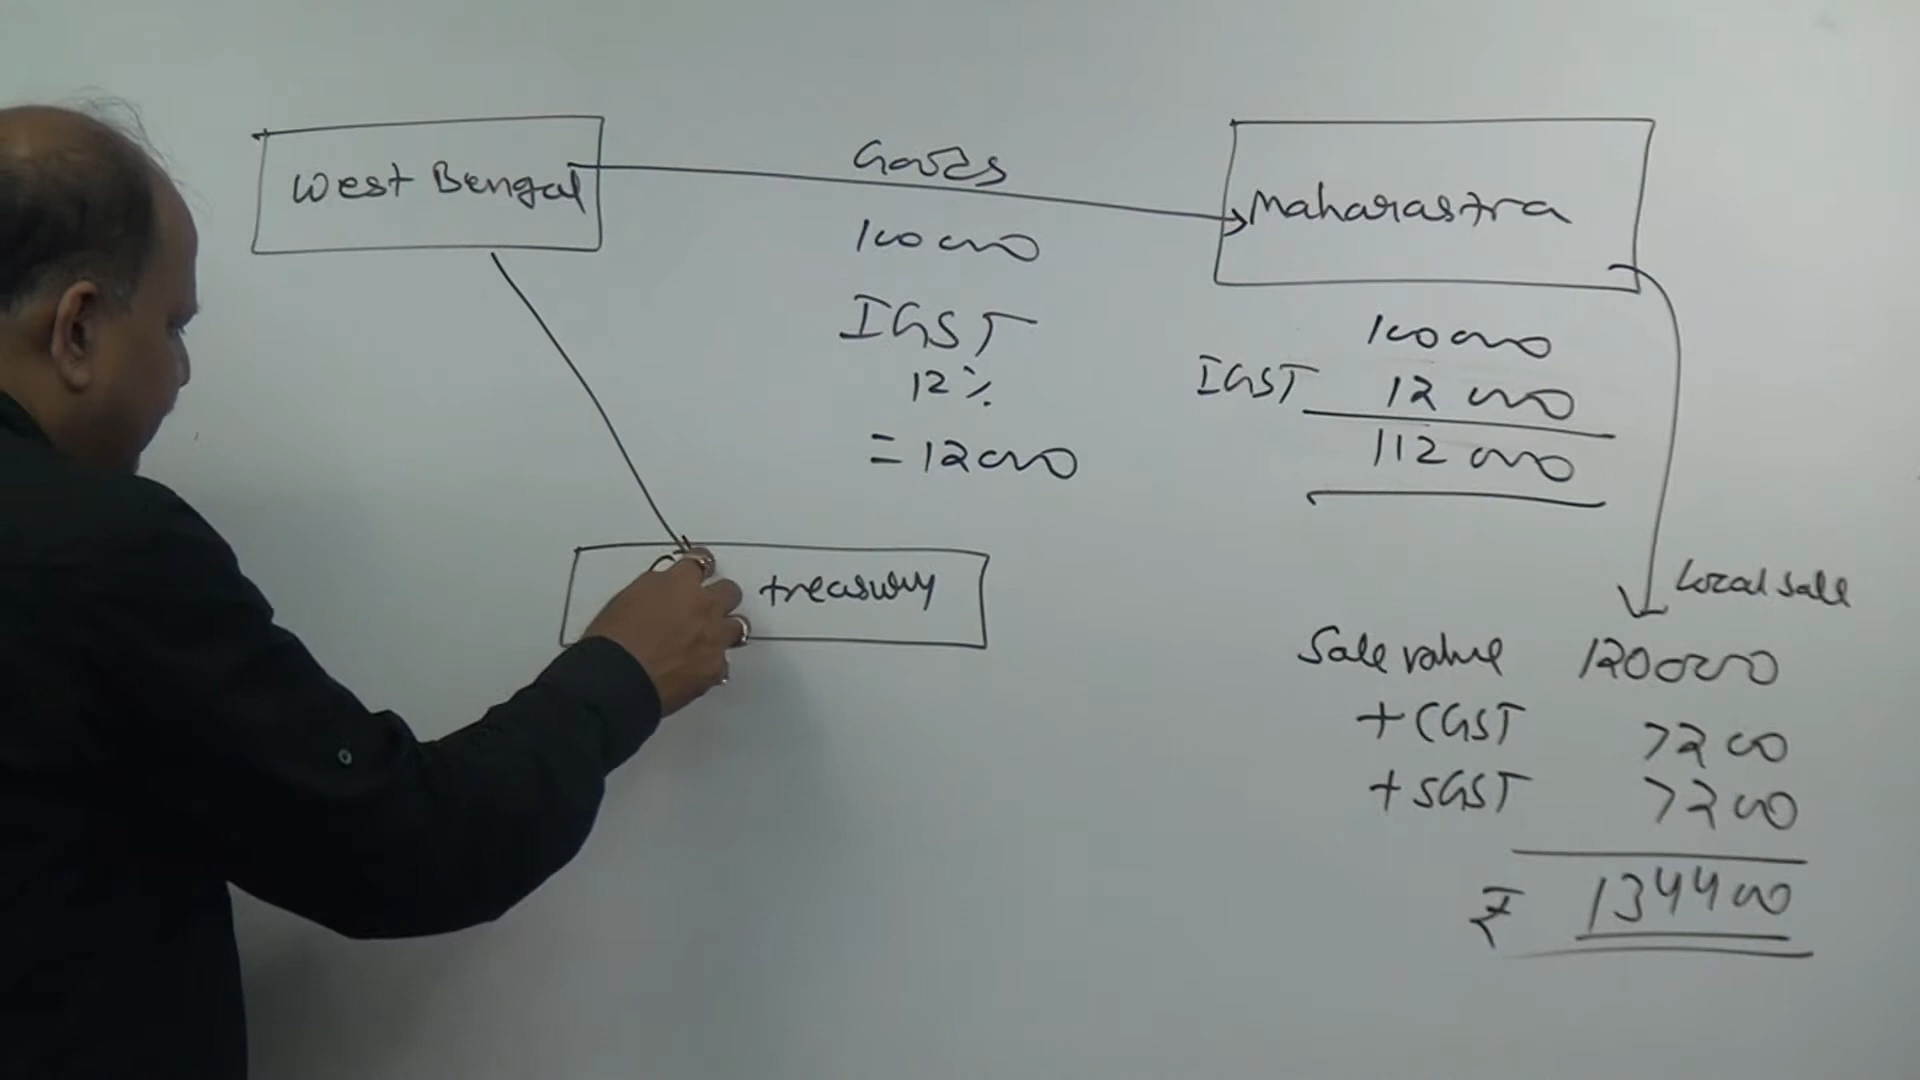 West Bengal
Goods
100000
IGST
12%
= 12000
Maharastra
100000
IGST 12000
112000
treasury
Local sale
Sale value 120000
+ CGST 7200
+ SGST 7200
₹ 134400